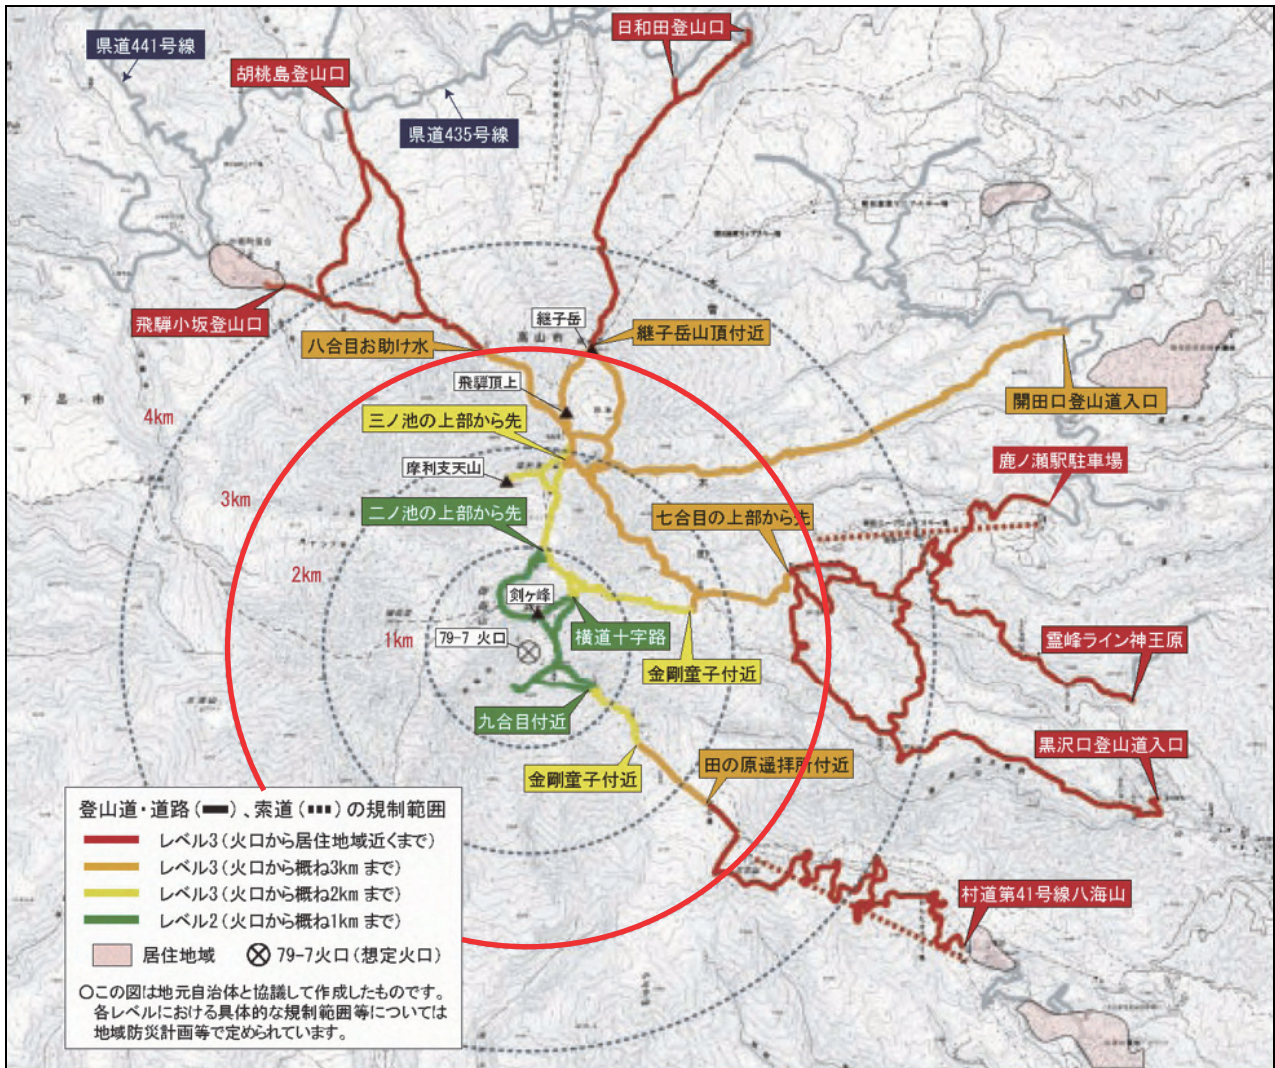 日和田登山口
県道441号線
胡桃島登山口
県道435号線
飛騨小坂登山口
継子岳
高山市
継子岳山頂付近
八合目お助け水
飛騨頂上
開田口登山道入口
下呂市
4km
三ノ池の上部から先
摩利支天山
鹿ノ瀬駅駐車場
3km
二ノ池の上部から先
七合目の上部から先
2km
剣ヶ峰
1km
79-7 火口
横道十字路
霊峰ライン神王原
金剛童子付近
九合目付近
黒沢口登山道入口
金剛童子付近
田の原遥拝所付近
村道第41号線八海山
登山道・道路(　)、索道(　)の規制範囲
レベル3(火口から居住地域近くまで)
レベル3(火口から概ね3km まで)
レベル3(火口から概ね2km まで)
レベル2(火口から概ね1km まで)
居住地域　79-7火口(想定火口)
○この図は地元自治体と協議して作成したものです。
各レベルにおける具体的な規制範囲等については
地域防災計画等で定められています。